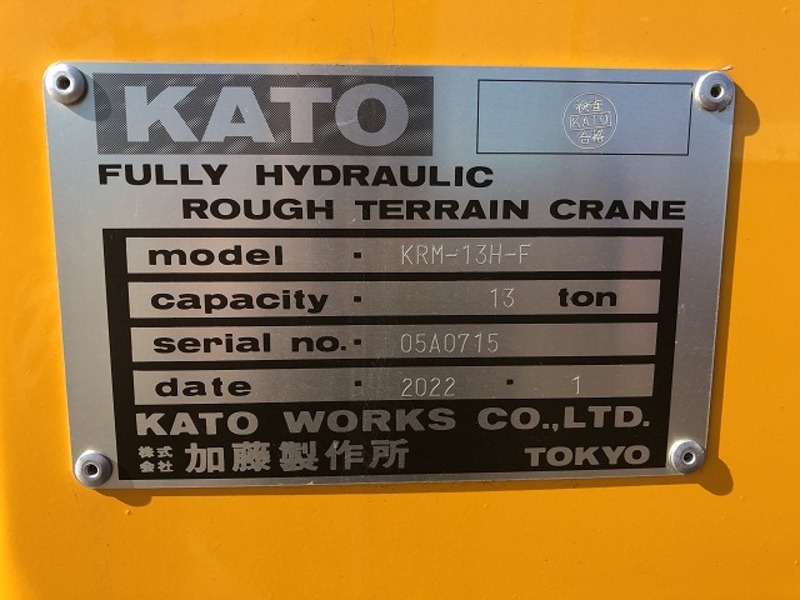 KATO
検査
KATO
合格
FULLY HYDRAULIC
ROUGH TERRAIN CRANE
model · KRM-13H-F
capacity · 13 ton
serial no. · 05A0715
date · 2022 · 1
KATO WORKS CO.,LTD.
株式会社 加藤製作所 TOKYO